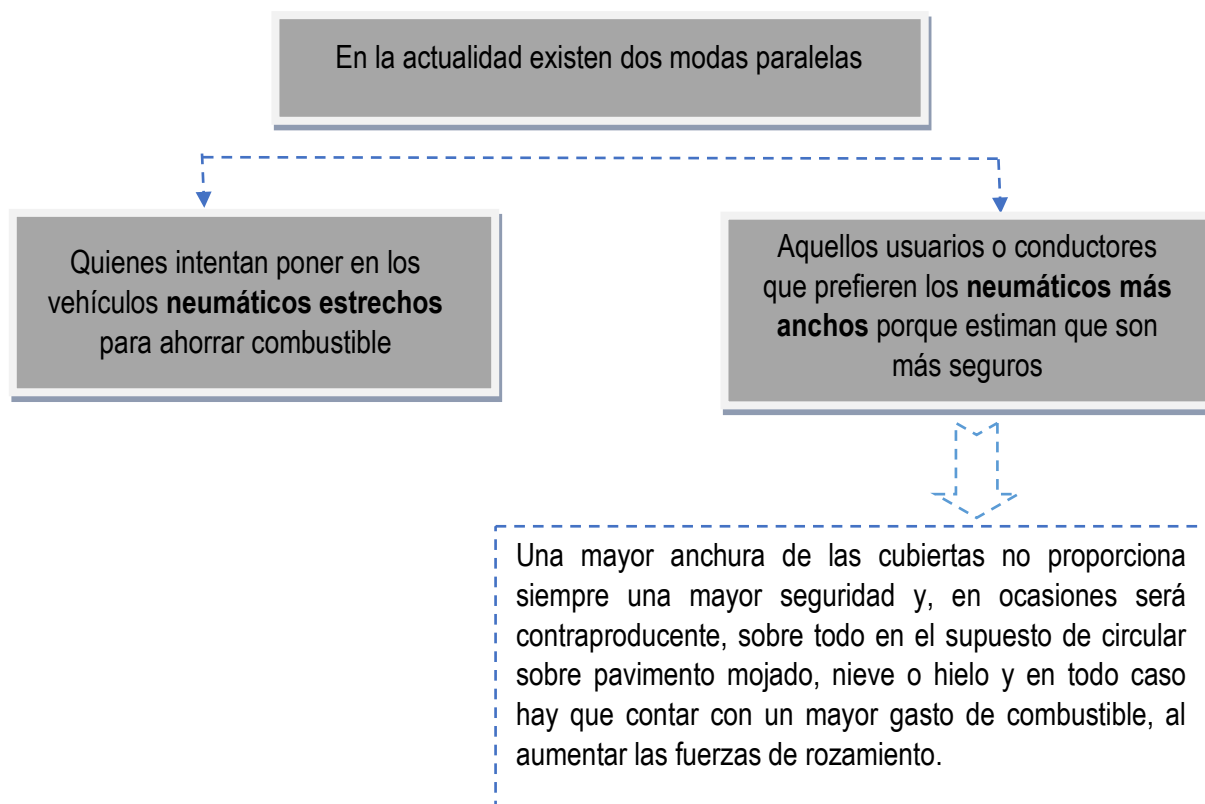 En la actualidad existen dos modas paralelas
Quienes intentan poner en los
vehículos neumáticos estrechos
para ahorrar combustible
Aquellos usuarios o conductores
que prefieren los neumáticos más
anchos porque estiman que son
más seguros
Una mayor anchura de las cubiertas no proporciona
siempre una mayor seguridad y, en ocasiones será
contraproducente, sobre todo en el supuesto de circular
sobre pavimento mojado, nieve o hielo y en todo caso
hay que contar con un mayor gasto de combustible, al
aumentar las fuerzas de rozamiento.